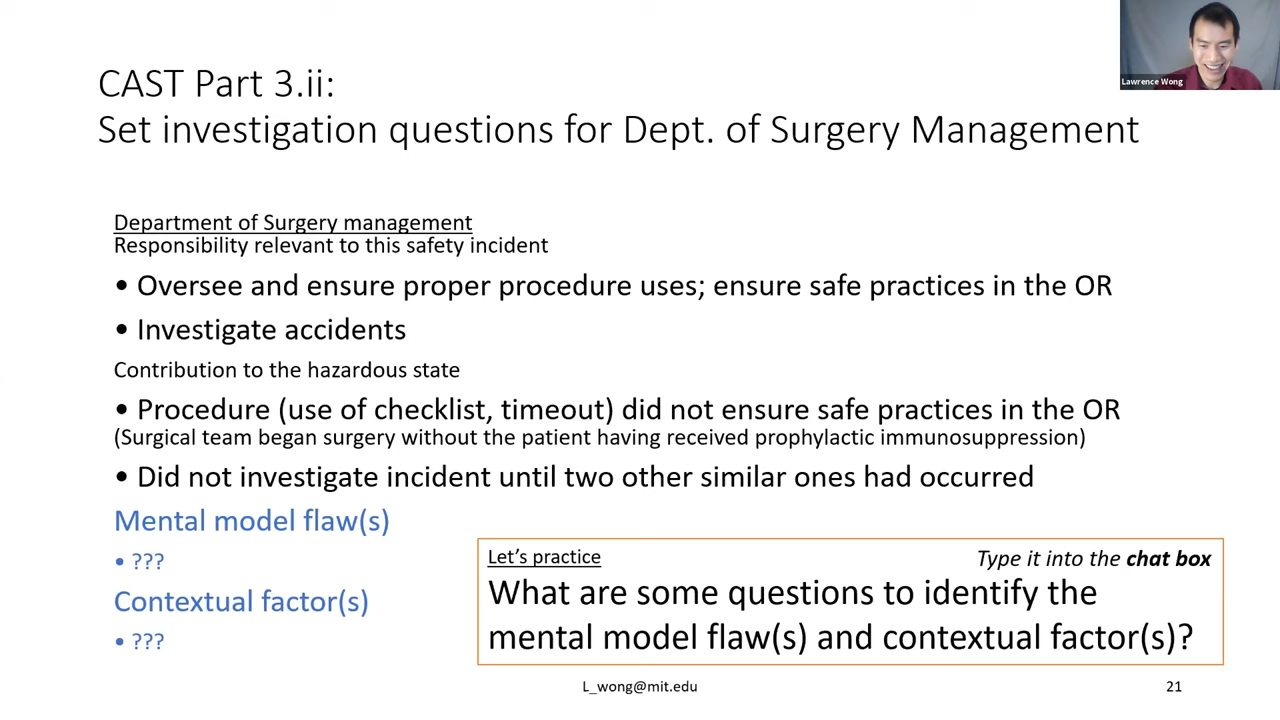 Lawrence Wong
CAST Part 3.ii:
Set investigation questions for Dept. of Surgery Management
Department of Surgery management
Responsibility relevant to this safety incident
• Oversee and ensure proper procedure uses; ensure safe practices in the OR
• Investigate accidents
Contribution to the hazardous state
• Procedure (use of checklist, timeout) did not ensure safe practices in the OR
(Surgical team began surgery without the patient having received prophylactic immunosuppression)
• Did not investigate incident until two other similar ones had occurred
Mental model flaw(s)
• ???
Contextual factor(s)
• ???
Let's practice
Type it into the chat box
What are some questions to identify the
mental model flaw(s) and contextual factor(s)?
L_wong@mit.edu
21